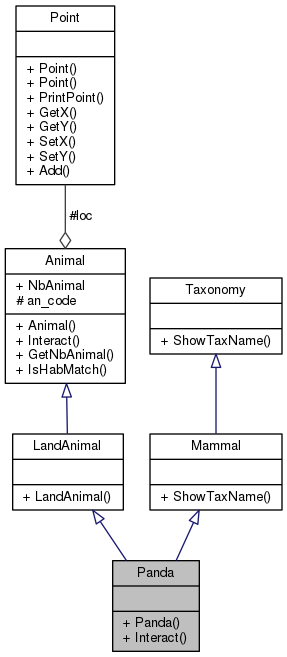 Point
+ Point()
+ Point()
+ PrintPoint()
+ GetX()
+ GetY()
+ SetX()
+ SetY()
+ Add()
#loc
Animal
+ NbAnimal
# an_code
+ Animal()
+ Interact()
+ GetNbAnimal()
+ IsHabMatch()
Taxonomy
+ ShowTaxName()
LandAnimal
+ LandAnimal()
Mammal
+ ShowTaxName()
Panda
+ Panda()
+ Interact()